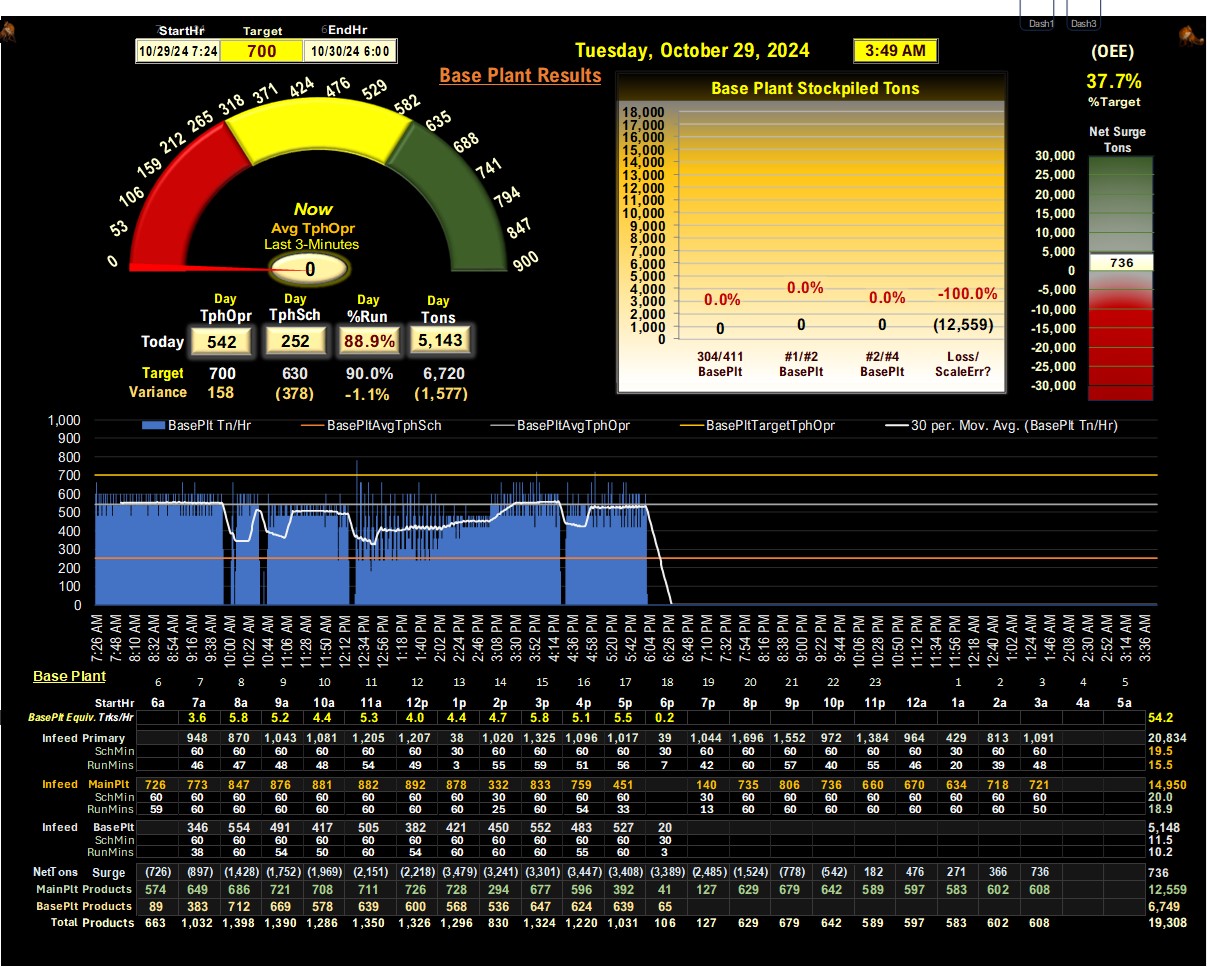 Dash1 Dash3
StartHr Target EndHr
10/29/24 7:24 700 10/30/24 6:00
Tuesday, October 29, 2024 3:49 AM
(OEE)
37.7%
%Target
Base Plant Results
Base Plant Stockpiled Tons
18,000
17,000
16,000
15,000
14,000
13,000
12,000
11,000
10,000
9,000
8,000
7,000
6,000
5,000
4,000
3,000
2,000
1,000
0
0.0% 0.0% 0.0% -100.0%
0 0 0 (12,559)
304/411 #1/#2 #2/#4 Loss/
BasePlt BasePlt BasePlt ScaleErr?
Net Surge
Tons
30,000
25,000
20,000
15,000
10,000
5,000
0
-5,000
-10,000
-15,000
-20,000
-25,000
-30,000
736
0 53 106 159 212 265 318 371 424 476 529 582 635 688 741 794 847 900
Now
Avg TphOpr
Last 3-Minutes
0
Day Day Day Day
TphOpr TphSch %Run Tons
Today 542 252 88.9% 5,143
Target 700 630 90.0% 6,720
Variance 158 (378) -1.1% (1,577)
BasePlt Tn/Hr BasePltAvgTphSch BasePltAvgTphOpr BasePltTargetTphOpr 30 per. Mov. Avg. (BasePlt Tn/Hr)
1,000
900
800
700
600
500
400
300
200
100
0
7:26 AM 7:48 AM 8:10 AM 8:32 AM 8:54 AM 9:16 AM 9:38 AM 10:00 AM 10:22 AM 10:44 AM 11:06 AM 11:28 AM 11:50 AM 12:12 PM 12:34 PM 12:56 PM 1:18 PM 1:40 PM 2:02 PM 2:24 PM 2:46 PM 3:08 PM 3:30 PM 3:52 PM 4:14 PM 4:36 PM 4:58 PM 5:20 PM 5:42 PM 6:04 PM 6:26 PM 6:48 PM 7:10 PM 7:32 PM 7:54 PM 8:16 PM 8:38 PM 9:00 PM 9:22 PM 9:44 PM 10:06 PM 10:28 PM 10:50 PM 11:12 PM 11:34 PM 11:56 PM 12:18 AM 12:40 AM 1:02 AM 1:24 AM 1:46 AM 2:08 AM 2:30 AM 2:52 AM 3:14 AM 3:36 AM
Base Plant
6 7 8 9 10 11 12 13 14 15 16 17 18 19 20 21 22 23 1 2 3 4 5
StartHr 6a 7a 8a 9a 10a 11a 12p 1p 2p 3p 4p 5p 6p 7p 8p 9p 10p 11p 12a 1a 2a 3a 4a 5a
BasePlt Equiv. Trks/Hr 3.6 5.8 5.2 4.4 5.3 4.0 4.4 4.7 5.8 5.1 5.5 0.2 54.2
Infeed Primary 948 870 1,043 1,081 1,205 1,207 38 1,020 1,325 1,096 1,017 39 1,044 1,696 1,552 972 1,384 964 429 813 1,091 20,834
SchMin 60 60 60 60 60 60 30 60 60 60 60 30 60 60 60 60 60 60 30 60 60 19.5
RunMins 46 47 48 48 54 49 3 55 59 51 56 7 42 60 57 40 55 46 20 39 48 15.5
Infeed MainPlt 726 773 847 876 881 882 892 878 332 833 759 451 140 735 806 736 660 670 634 718 721 14,950
SchMin 60 60 60 60 60 60 60 60 30 60 60 60 30 60 60 60 60 60 60 60 60 20.0
RunMins 59 60 60 60 60 60 60 60 25 60 54 33 13 60 60 60 60 60 60 60 50 18.9
Infeed BasePlt 346 554 491 417 505 382 421 450 552 483 527 20 5,148
SchMin 60 60 60 60 60 60 60 60 60 60 60 30 11.5
RunMins 38 60 54 50 60 54 60 60 60 55 60 3 10.2
NetTons Surge (726) (897) (1,428) (1,752) (1,969) (2,151) (2,218) (3,479) (3,241) (3,301) (3,447) (3,408) (3,389) (2,485) (1,524) (778) (542) 182 476 271 366 736 736
MainPlt Products 574 649 686 721 708 711 726 728 294 677 596 392 41 127 629 679 642 589 597 583 602 608 12,559
BasePlt Products 89 383 712 669 578 639 600 568 536 647 624 639 65 6,749
Total Products 663 1,032 1,398 1,390 1,286 1,350 1,326 1,296 830 1,324 1,220 1,031 106 127 629 679 642 589 597 583 602 608 19,308